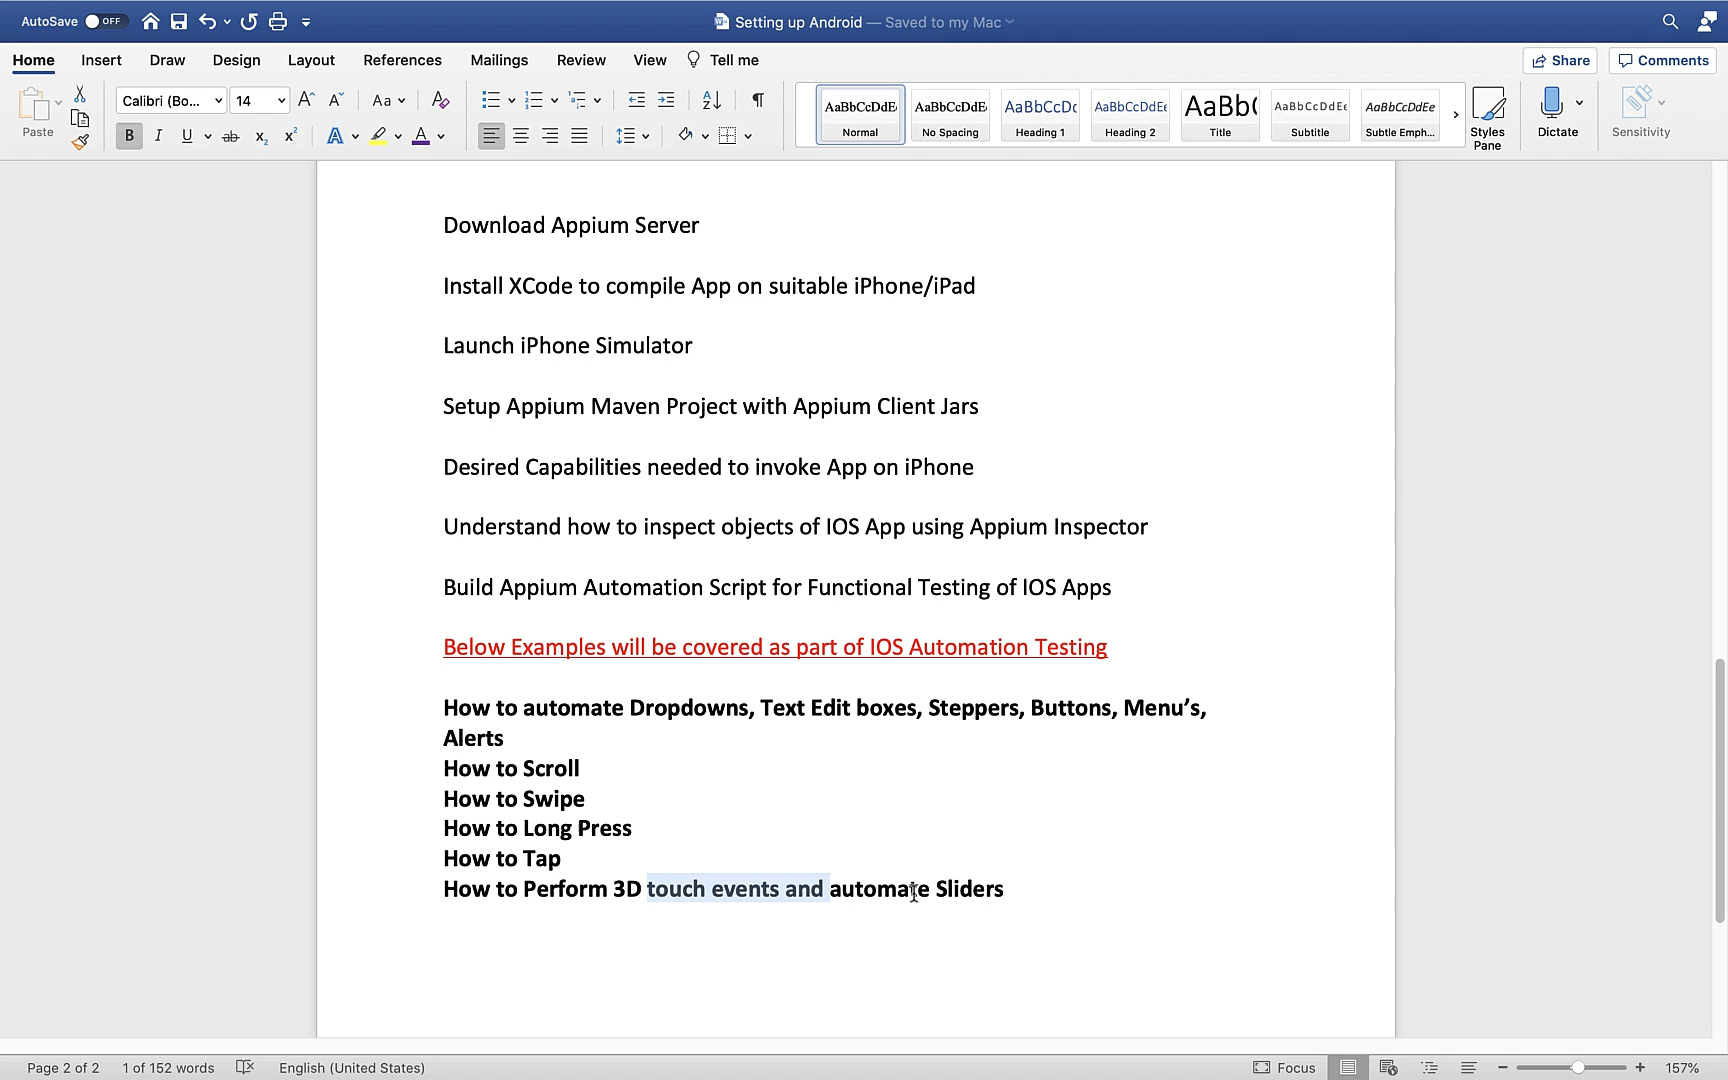 AutoSave OFF
Setting up Android — Saved to my Mac
Home Insert Draw Design Layout References Mailings Review View Tell me
Share Comments
Paste
Calibri (Bo... 14
AaBbCcDdE AaBbCcDdE AaBbCcDc AaBbCcDdEe AaBb( AaBbCcDdEe AaBbCcDdEe
Normal No Spacing Heading 1 Heading 2 Title Subtitle Subtle Emph...
Styles Pane
Dictate
Sensitivity
Download Appium Server
Install XCode to compile App on suitable iPhone/iPad
Launch iPhone Simulator
Setup Appium Maven Project with Appium Client Jars
Desired Capabilities needed to invoke App on iPhone
Understand how to inspect objects of IOS App using Appium Inspector
Build Appium Automation Script for Functional Testing of IOS Apps
Below Examples will be covered as part of IOS Automation Testing
How to automate Dropdowns, Text Edit boxes, Steppers, Buttons, Menu’s,
Alerts
How to Scroll
How to Swipe
How to Long Press
How to Tap
How to Perform 3D touch events and automate Sliders
Page 2 of 2 1 of 152 words English (United States) Focus 157%